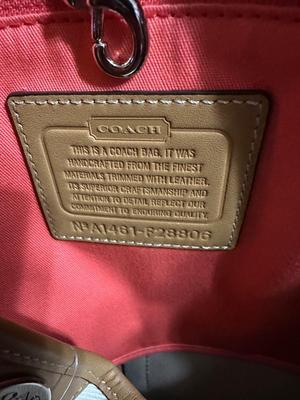 COACH
THIS IS A COACH BAG. IT WAS
HANDCRAFTED FROM THE FINEST
MATERIALS TRIMMED WITH LEATHER.
ITS SUPERIOR CRAFTSMANSHIP AND
ATTENTION TO DETAIL REFLECT OUR
COMMITMENT TO ENDURING QUALITY.
Nº A1461-F28806